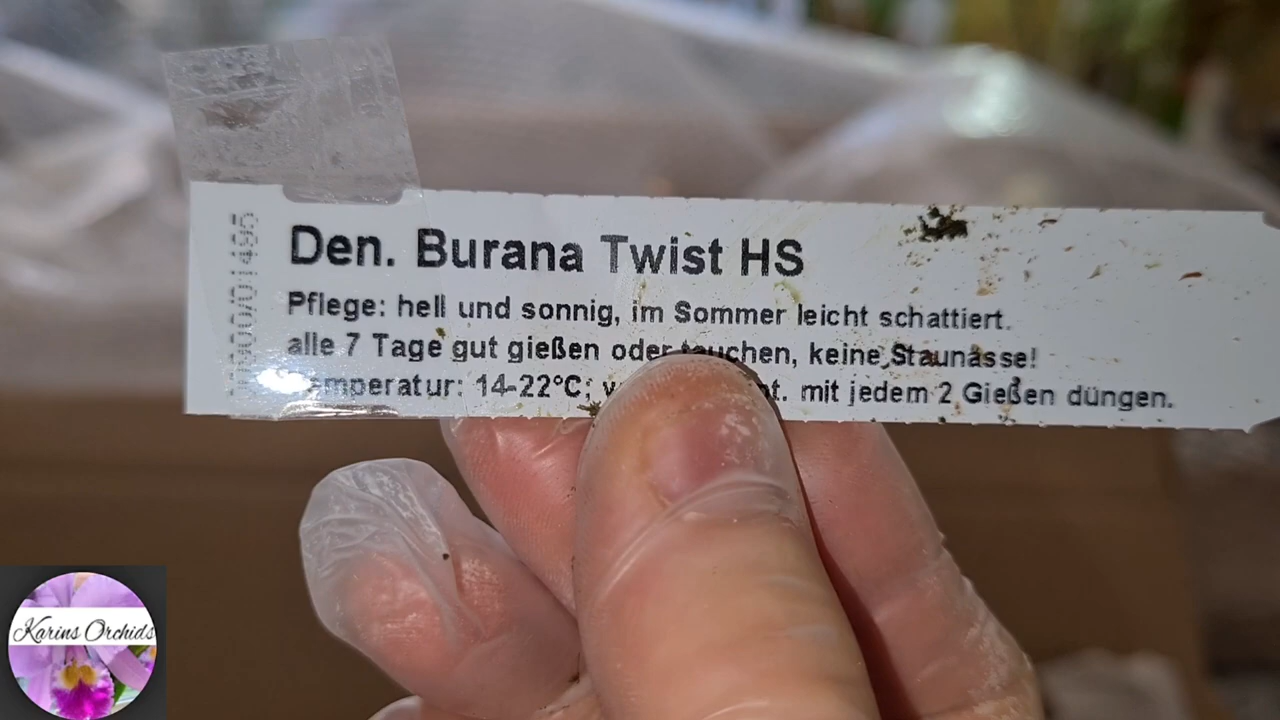 Den. Burana Twist HS
Pflege: hell und sonnig, im Sommer leicht schattiert.
alle 7 Tage gut gießen oder tauchen, keine Staunässe!
Temperatur: 14-22°C; mit jedem 2 Gießen düngen.
Karins Orchids